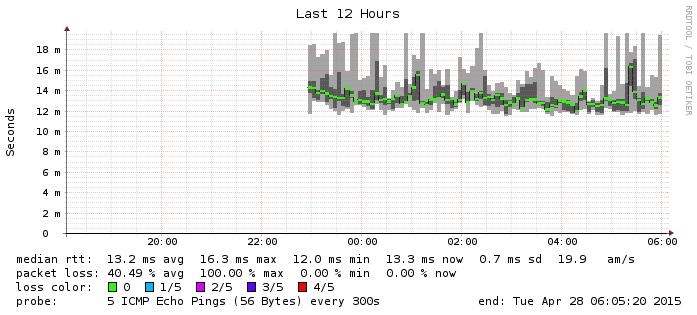 Last 12 Hours
RRDTOOL / TOBI OETIKER
Seconds
18 m
16 m
14 m
12 m
10 m
8 m
6 m
4 m
2 m
0
20:00 22:00 00:00 02:00 04:00 06:00
median rtt: 13.2 ms avg 16.3 ms max 12.0 ms min 13.3 ms now 0.7 ms sd 19.9 am/s
packet loss: 40.49 % avg 100.00 % max 0.00 % min 0.00 % now
loss color: 0 1/5 2/5 3/5 4/5
probe: 5 ICMP Echo Pings (56 Bytes) every 300s end: Tue Apr 28 06:05:20 2015